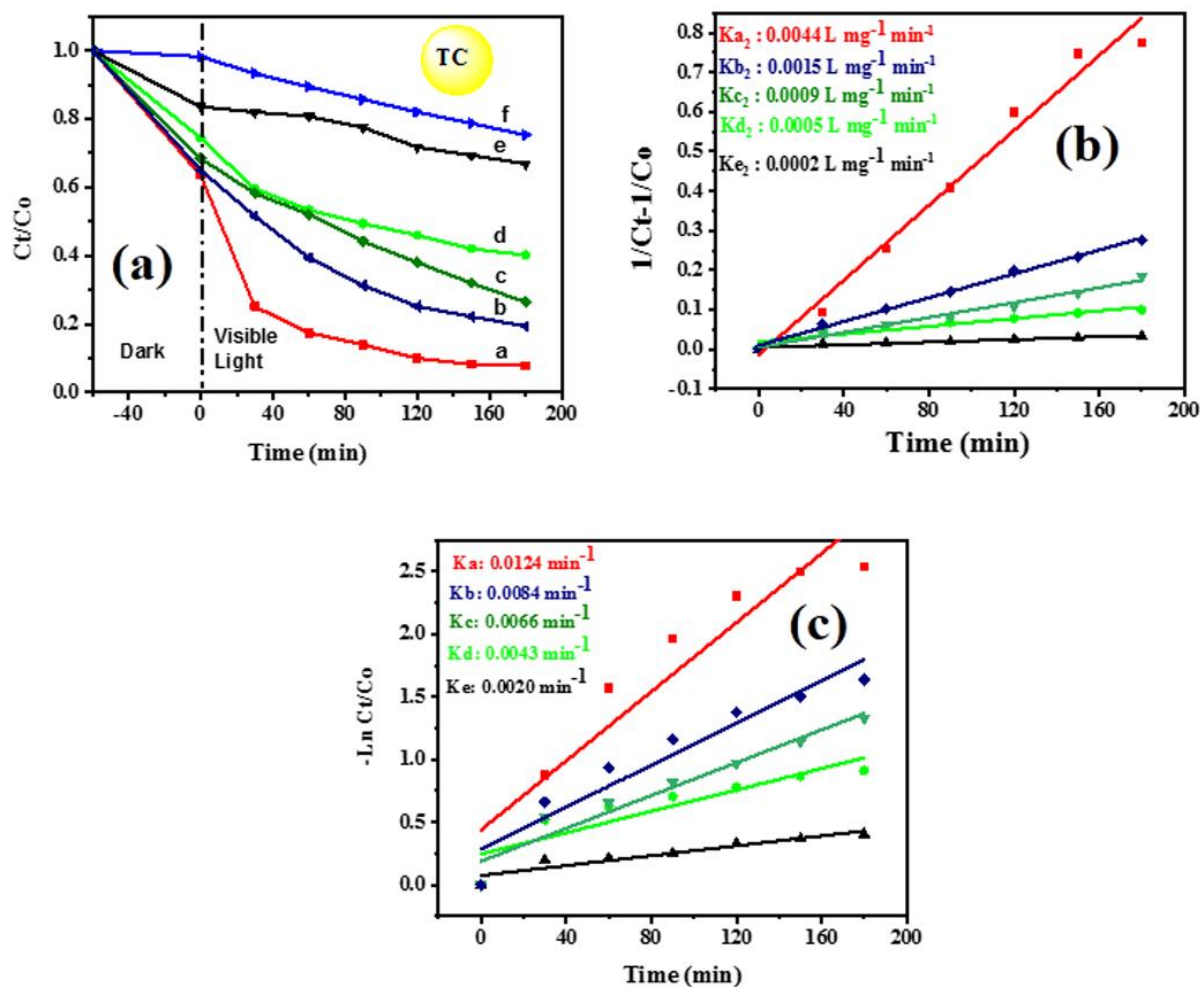 Ct/Co
1.0
0.8
0.6
0.4
0.2
0.0
TC
f
e
d
c
b
a
(a)
Dark
Visible
Light
-40 0 40 80 120 160 200
Time (min)
1/Ct-1/Co
0.8
0.7
0.6
0.5
0.4
0.3
0.2
0.1
0.0
-0.1
Ka₂ : 0.0044 L mg⁻¹ min⁻¹
Kb₂ : 0.0015 L mg⁻¹ min⁻¹
Kc₂ : 0.0009 L mg⁻¹ min⁻¹
Kd₂ : 0.0005 L mg⁻¹ min⁻¹
Ke₂ : 0.0002 L mg⁻¹ min⁻¹
(b)
0 40 80 120 160 200
Time (min)
-Ln Ct/Co
2.5
2.0
1.5
1.0
0.5
0.0
Ka: 0.0124 min⁻¹
Kb: 0.0084 min⁻¹
Kc: 0.0066 min⁻¹
Kd: 0.0043 min⁻¹
Ke: 0.0020 min⁻¹
(c)
0 40 80 120 160 200
Time (min)